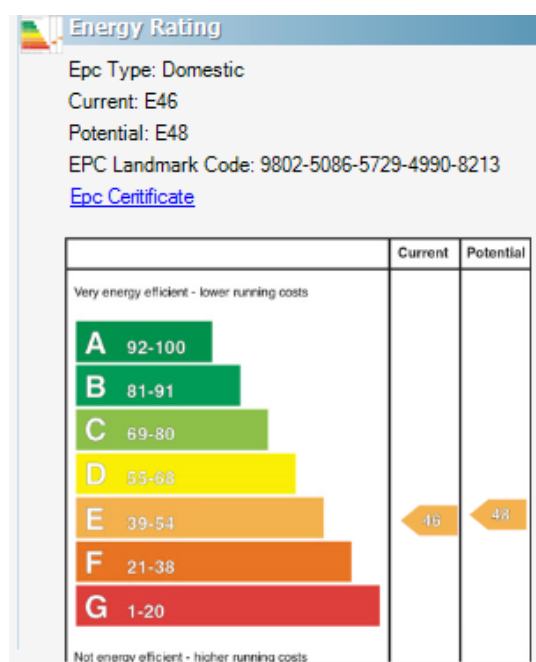 Energy Rating
Epc Type: Domestic
Current: E46
Potential: E48
EPC Landmark Code: 9802-5086-5729-4990-8213
Epc Ceritificate
Current Potential
Very energy efficient - lower running costs
A 92-100
B 81-91
C 69-80
D 55-68
E 39-54 46 48
F 21-38
G 1-20
Not energy efficient - higher running costs